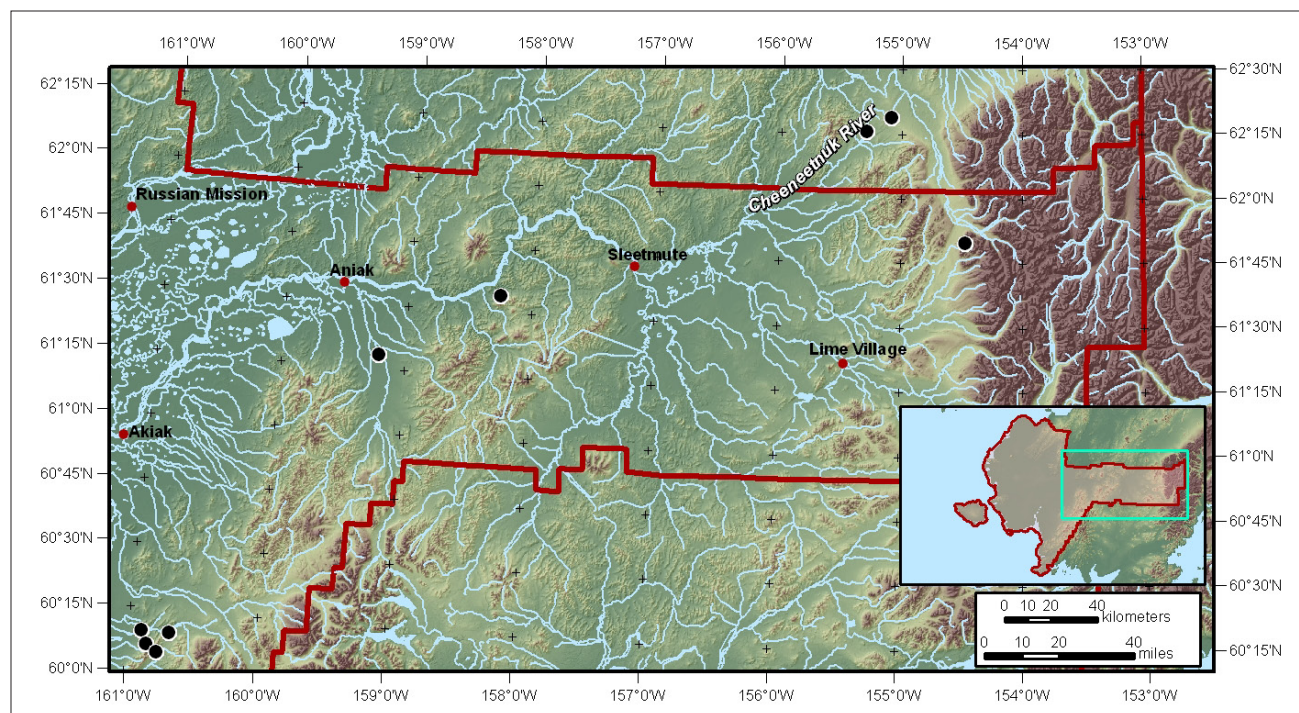 161°0'W 160°0'W 159°0'W 158°0'W 157°0'W 156°0'W 155°0'W 154°0'W 153°0'W
62°15'N
62°30'N
62°0'N
62°15'N
Cheeneetnuk River
Russian Mission
61°45'N
62°0'N
Sleetmute
Aniak
61°30'N
61°45'N
61°15'N
61°30'N
Lime Village
61°0'N
61°15'N
Akiak
60°45'N
61°0'N
60°30'N
60°45'N
60°15'N
60°30'N
0 10 20 40
kilometers
0 10 20 40
miles
60°0'N
60°15'N
161°0'W 160°0'W 159°0'W 158°0'W 157°0'W 156°0'W 155°0'W 154°0'W 153°0'W